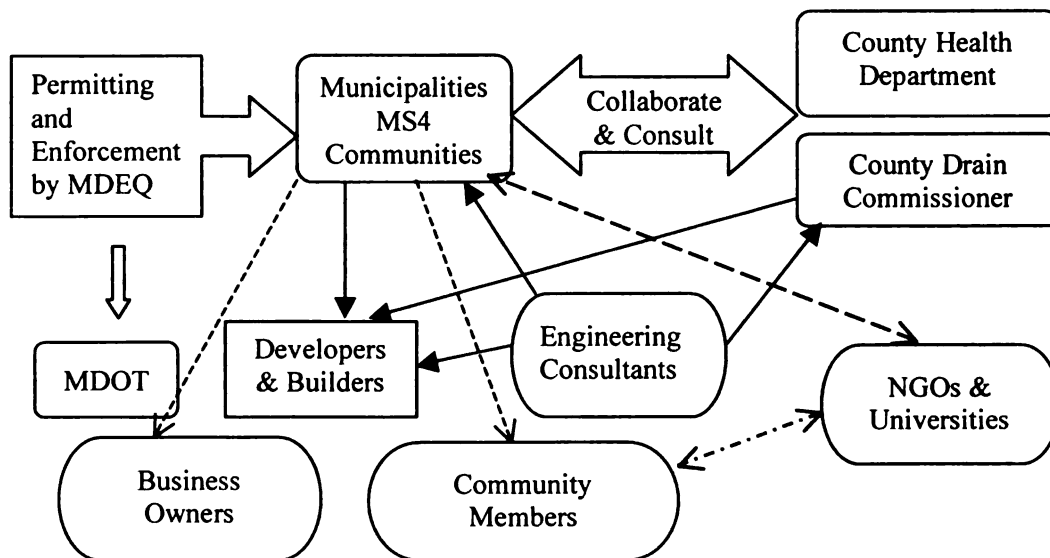 Permitting
and
Enforcement
by MDEQ
Municipalities
MS4
Communities
Collaborate
& Consult
County Health
Department
County Drain
Commissioner
MDOT
Developers
& Builders
Engineering
Consultants
NGOs &
Universities
Business
Owners
Community
Members